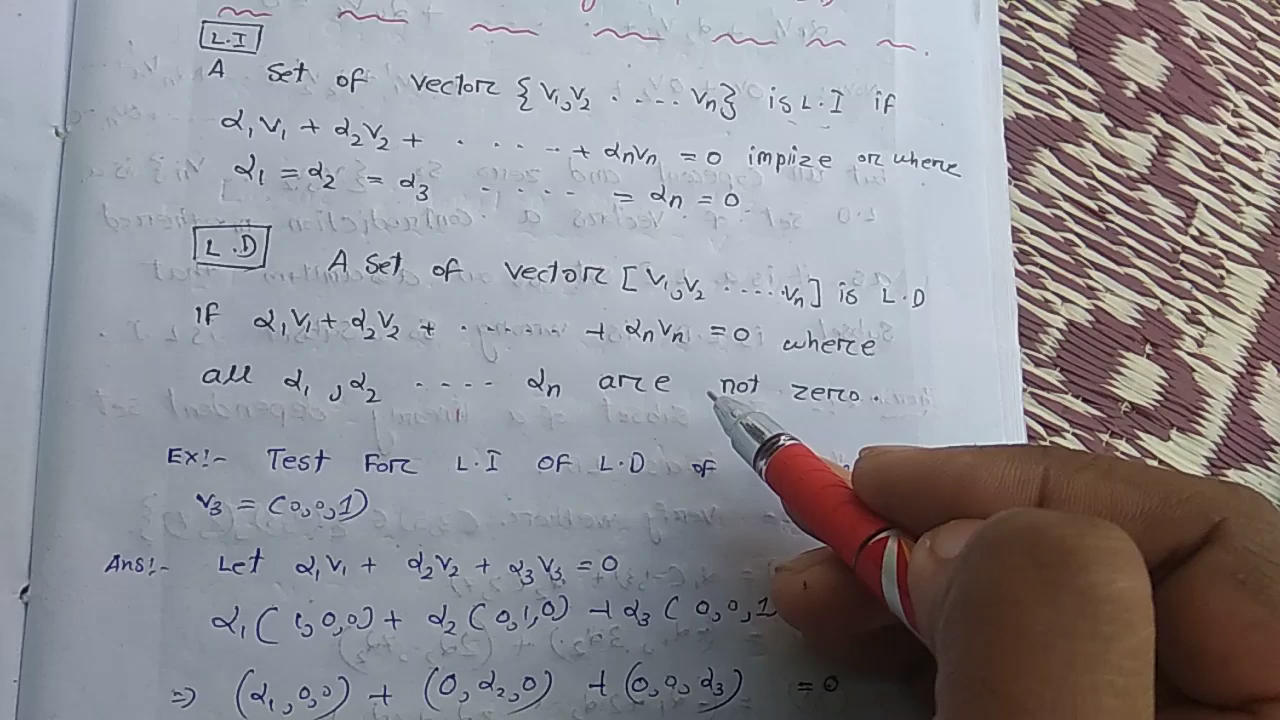 L.I
A set of vector {v₁,v₂ ..... vₙ} is L.I if
α₁v₁ + α₂v₂ + ...... + αₙvₙ = 0 implize or where
α₁ = α₂ = α₃ ..... = αₙ = 0
L.D A set of vector [v₁,v₂ ..... vₙ] is L.D
If α₁v₁ + α₂v₂ + ..... + αₙvₙ = 0 where
all α₁, α₂ .... αₙ are not zero.
Ex!- Test For L.I OF L.D of
v₃ = (0,0,1)
Ans!- Let α₁v₁ + α₂v₂ + α₃v₃ = 0
α₁(1,0,0) + α₂(0,1,0) + α₃(0,0,1
⇒ (α₁,0,0) + (0,α₂,0) + (0,0,α₃) = 0